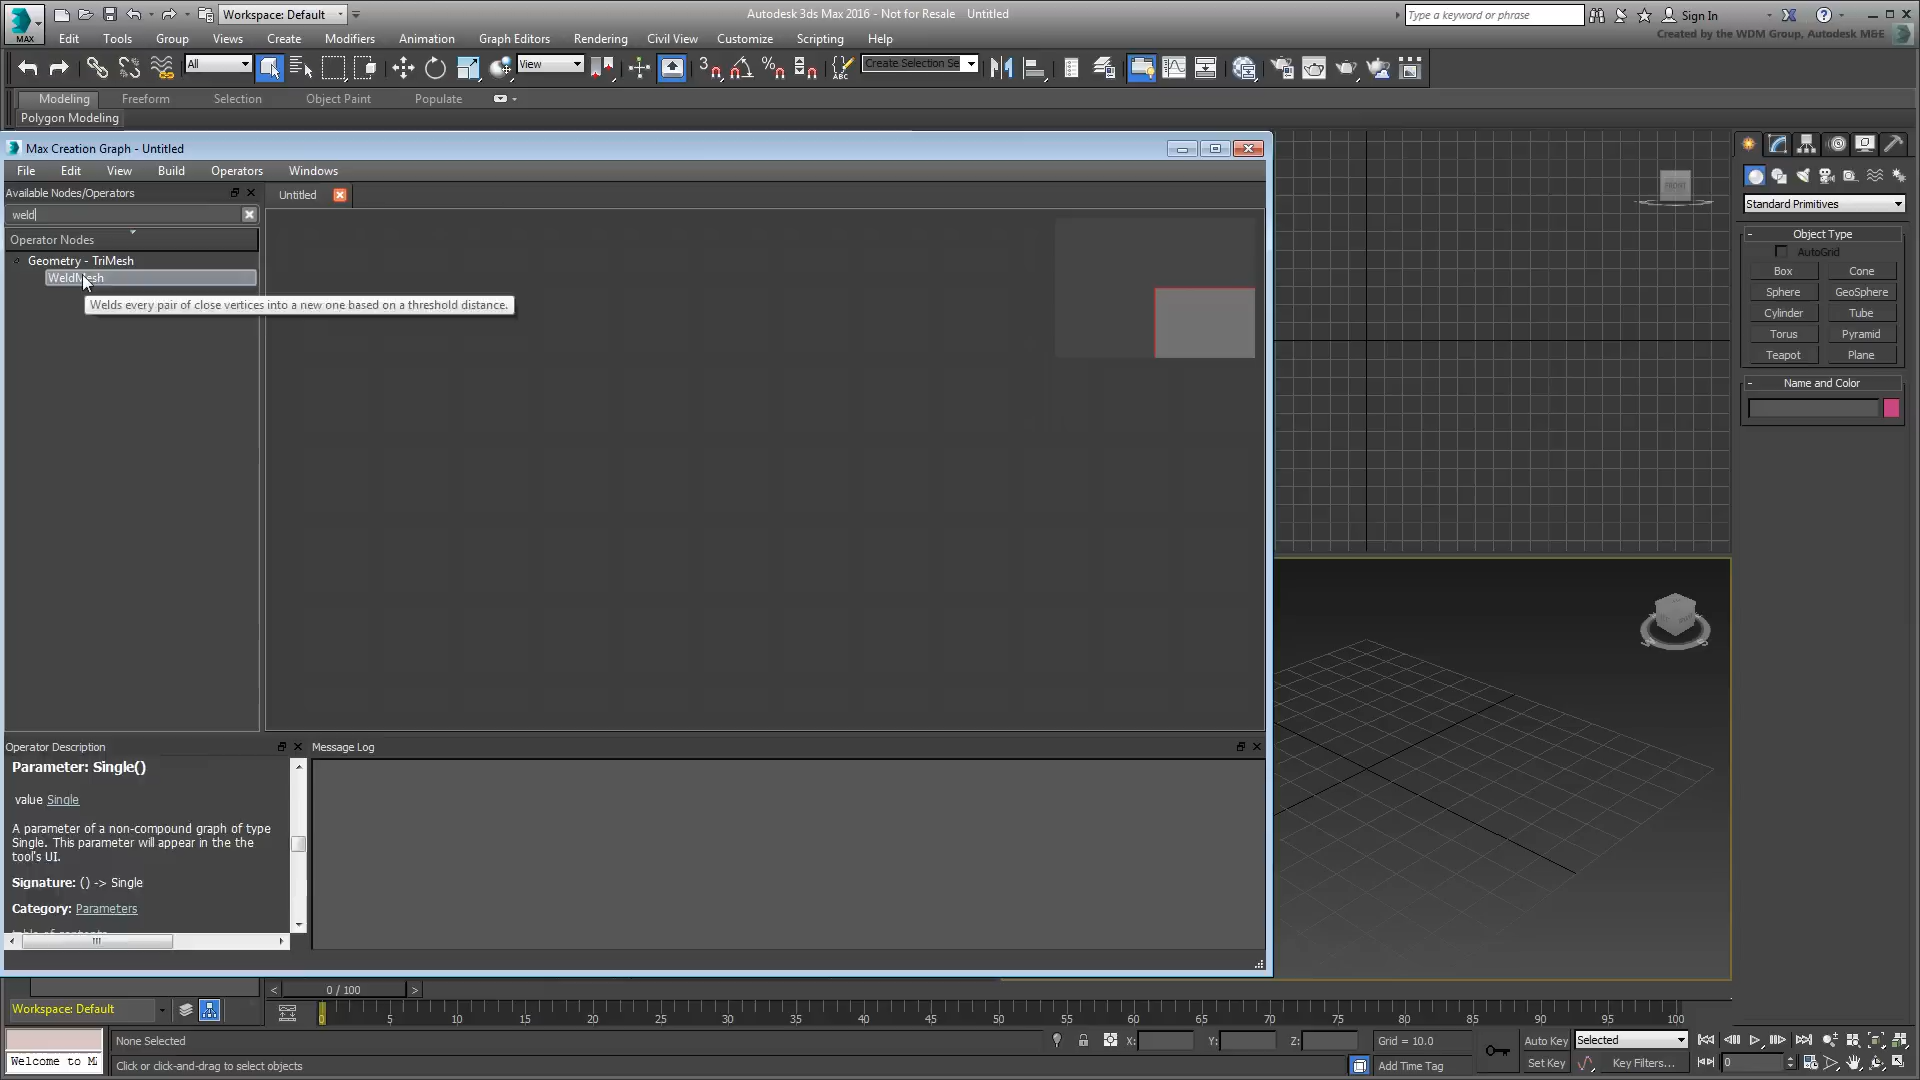 MAX
Workspace: Default
Autodesk 3ds Max 2016 - Not for Resale Untitled
Type a keyword or phrase
Sign In
Edit Tools Group Views Create Modifiers Animation Graph Editors Rendering Civil View Customize Scripting Help
Created by the WDM Group, Autodesk M&E
All
View
3
ABC
Create Selection Se
Modeling Freeform Selection Object Paint Populate
Polygon Modeling
Max Creation Graph - Untitled
File Edit View Build Operators Windows
Available Nodes/Operators
Untitled
weld
Operator Nodes
Geometry - TriMesh
WeldMesh
Welds every pair of close vertices into a new one based on a threshold distance.
FRONT
Standard Primitives
- Object Type
AutoGrid
Box Cone
Sphere GeoSphere
Cylinder Tube
Torus Pyramid
Teapot Plane
- Name and Color
Operator Description
Message Log
Parameter: Single()
value Single
A parameter of a non-compound graph of type
Single. This parameter will appear in the the
tool's UI.
Signature: () -> Single
Category: Parameters
table of contents
< 0 / 100 >
Workspace: Default
0 5 10 15 20 25 30 35 40 45 50 55 60 65 70 75 80 85 90 95 100
None Selected
X: Y: Z: Grid = 10.0
Auto Key Selected
Welcome to M
Click or click-and-drag to select objects
Add Time Tag
Set Key Key Filters... 0